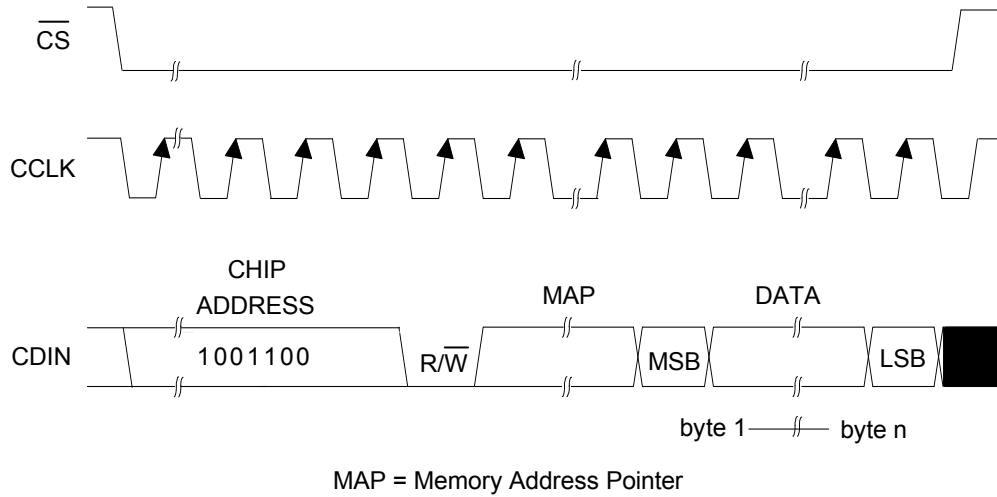 CS
CCLK
CHIP
ADDRESS
MAP
DATA
CDIN
1001100
R/W
MSB
LSB
byte 1
byte n
MAP = Memory Address Pointer